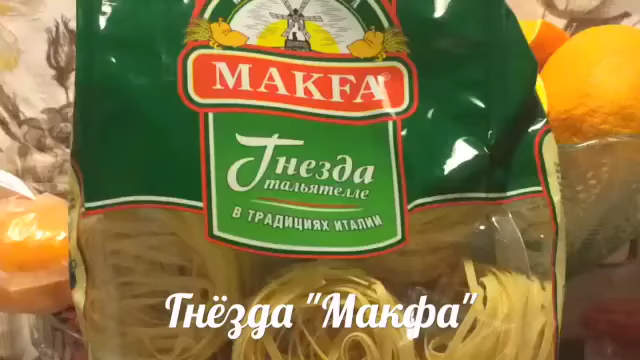 MAKFA®
Гнезда
тальятелле
В ТРАДИЦИЯХ ИТАЛИИ
Гнёзда "Макфа"